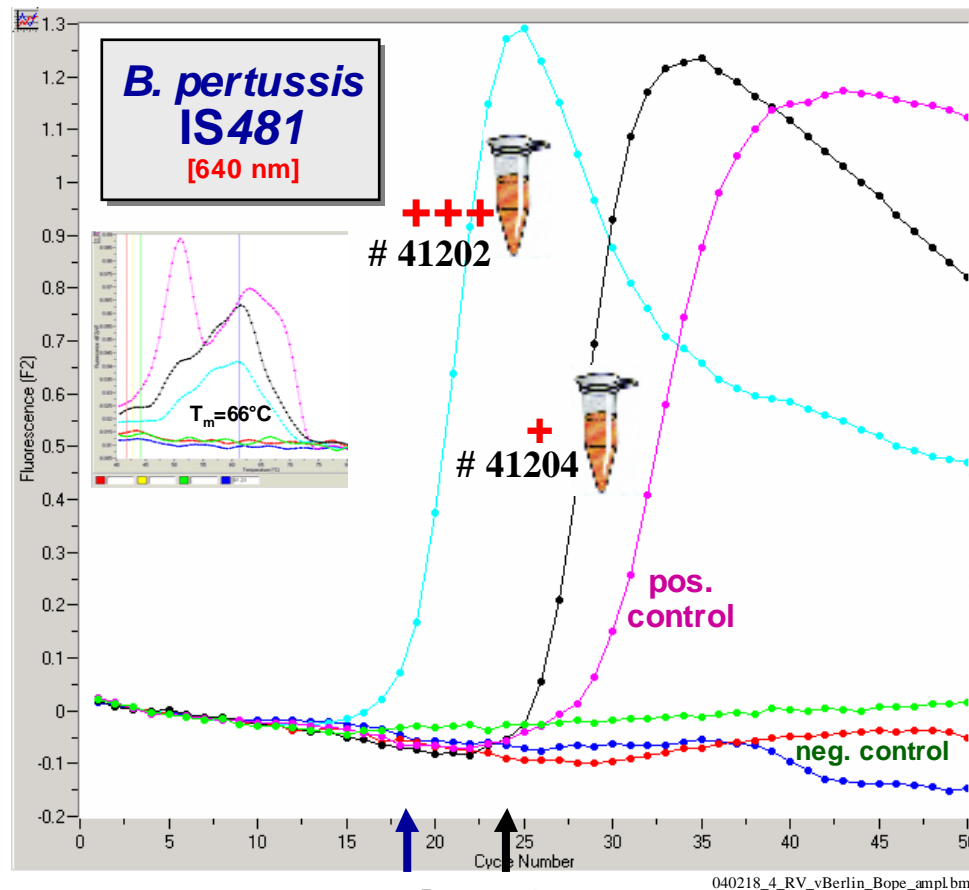 B. pertussis
IS481
[640 nm]
+++
# 41202
+
# 41204
Tm=66°C
pos.
control
neg. control
Fluorescence (F2)
1.3
1.2
1.1
1
0.9
0.8
0.7
0.6
0.5
0.4
0.3
0.2
0.1
0
-0.1
-0.2
0 5 10 15 20 25 30 35 40 45 50
Cycle Number
040218_4_RV_vBerlin_Bope_ampl.bm